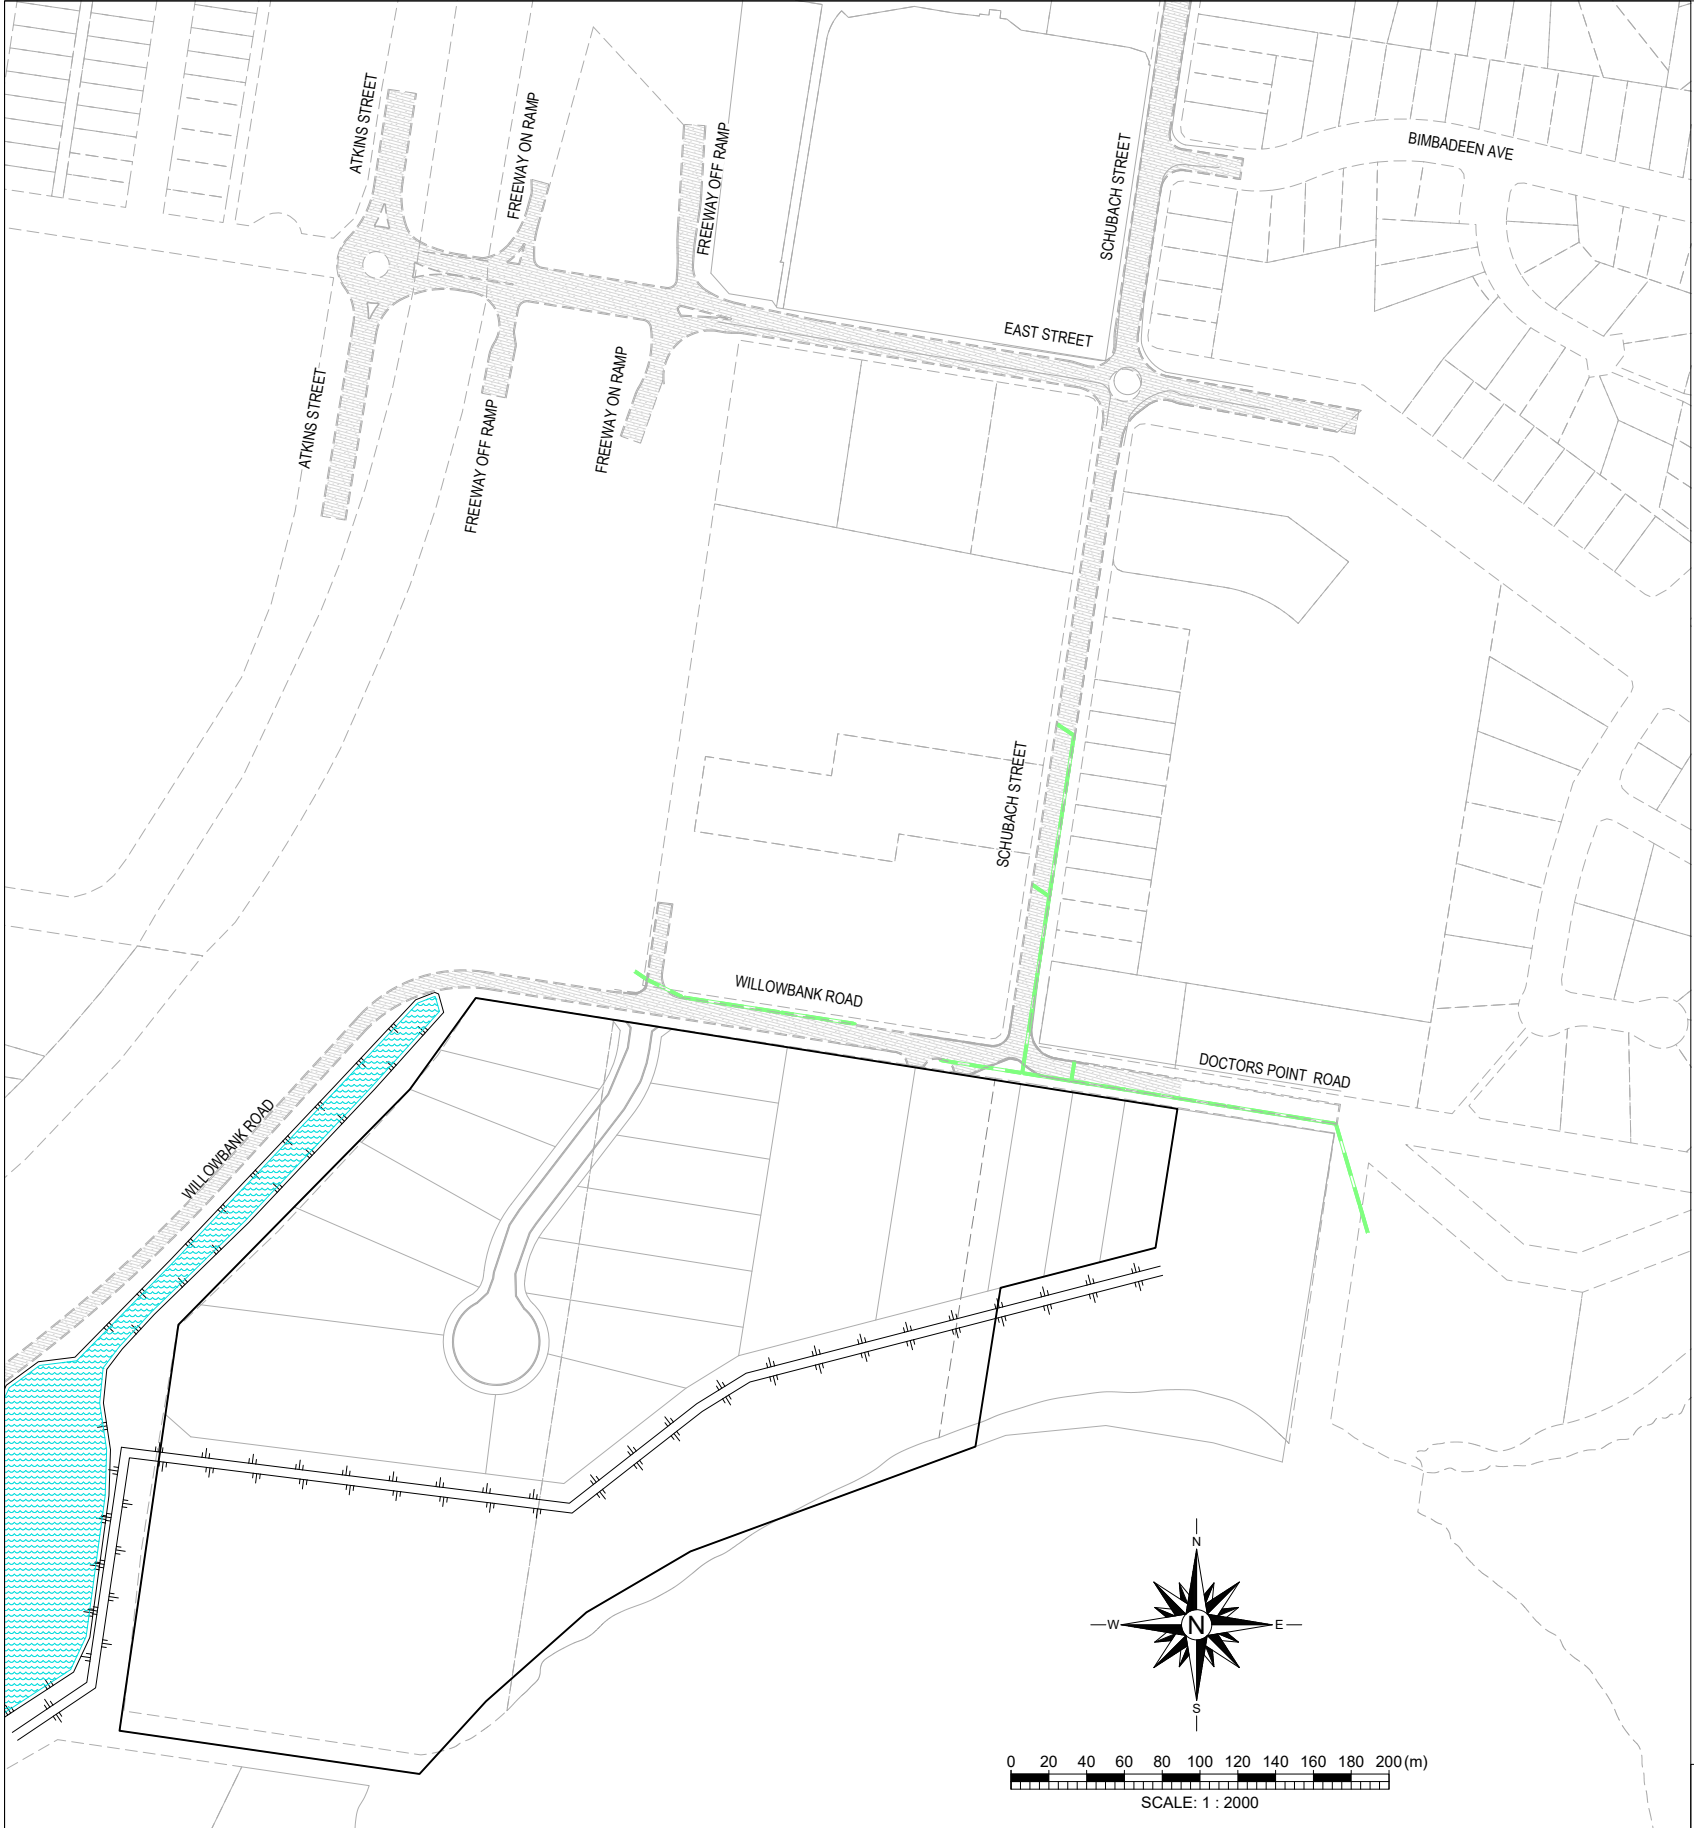 ATKINS STREET
FREEWAY ON RAMP
FREEWAY OFF RAMP
SCHUBACH STREET
BIMBADEEN AVE
EAST STREET
ATKINS STREET
FREEWAY OFF RAMP
FREEWAY ON RAMP
SCHUBACH STREET
WILLOWBANK ROAD
DOCTORS POINT ROAD
WILLOWBANK ROAD
N
W N E
S
0 20 40 60 80 100 120 140 160 180 200 (m)
SCALE: 1 : 2000